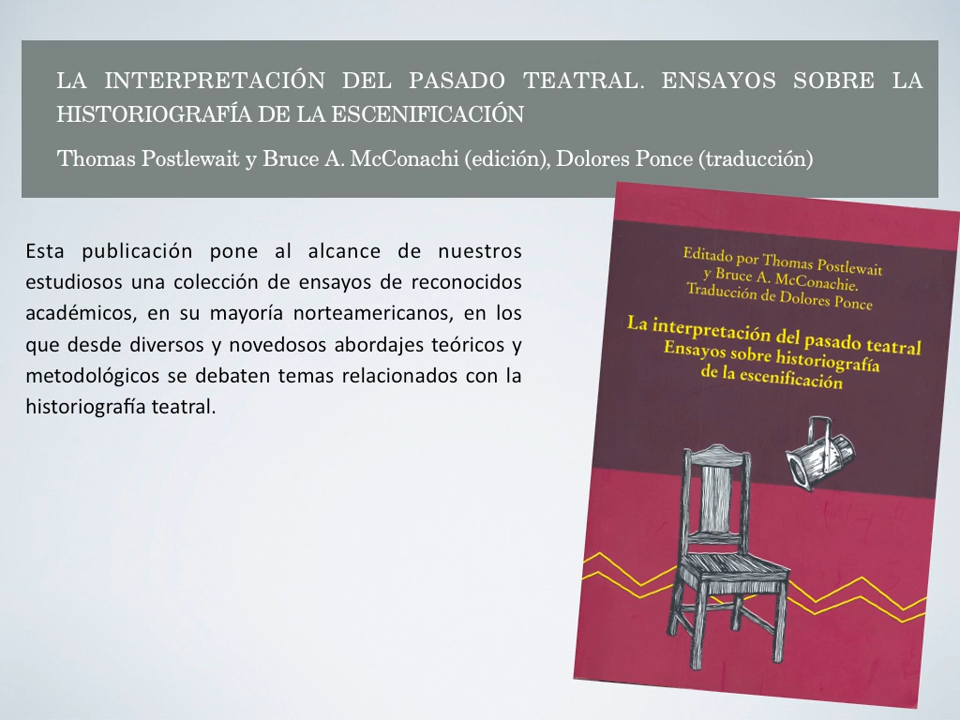 LA INTERPRETACIÓN DEL PASADO TEATRAL. ENSAYOS SOBRE LA
HISTORIOGRAFÍA DE LA ESCENIFICACIÓN
Thomas Postlewait y Bruce A. McConachi (edición), Dolores Ponce (traducción)
Esta publicación pone al alcance de nuestros
estudiosos una colección de ensayos de reconocidos
académicos, en su mayoría norteamericanos, en los
que desde diversos y novedosos abordajes teóricos y
metodológicos se debaten temas relacionados con la
historiografía teatral.
Editado por Thomas Postlewait
y Bruce A. McConachie.
Traducción de Dolores Ponce
La interpretación del pasado teatral
Ensayos sobre historiografía
de la escenificación